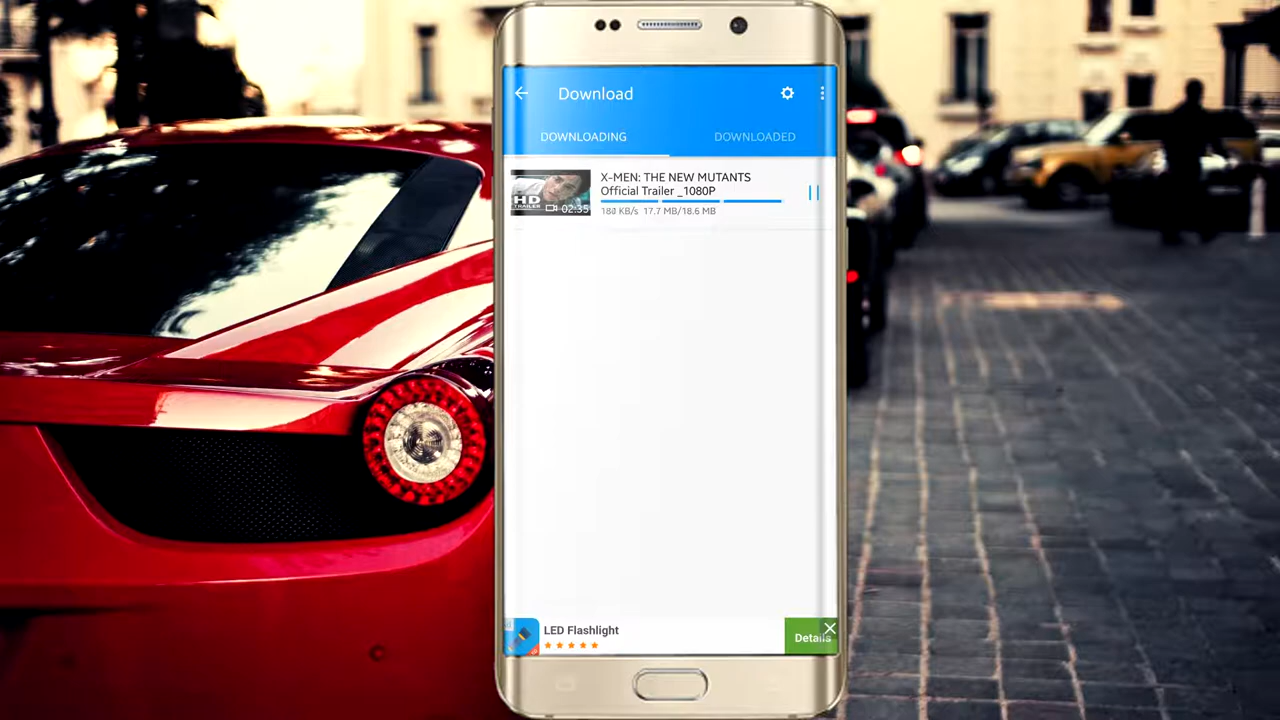 Download
DOWNLOADING DOWNLOADED
X-MEN: THE NEW MUTANTS
Official Trailer _1080P
HD
TRAILER
02:35
KB/s 17.7 MB/18.6 MB
LED Flashlight
Details